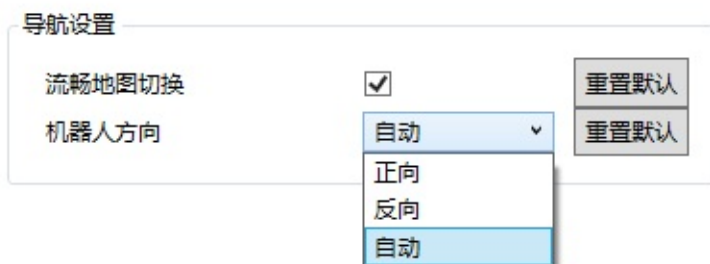 导航设置
流畅地图切换 重置默认
机器人方向 自动 重置默认
正向
反向
自动